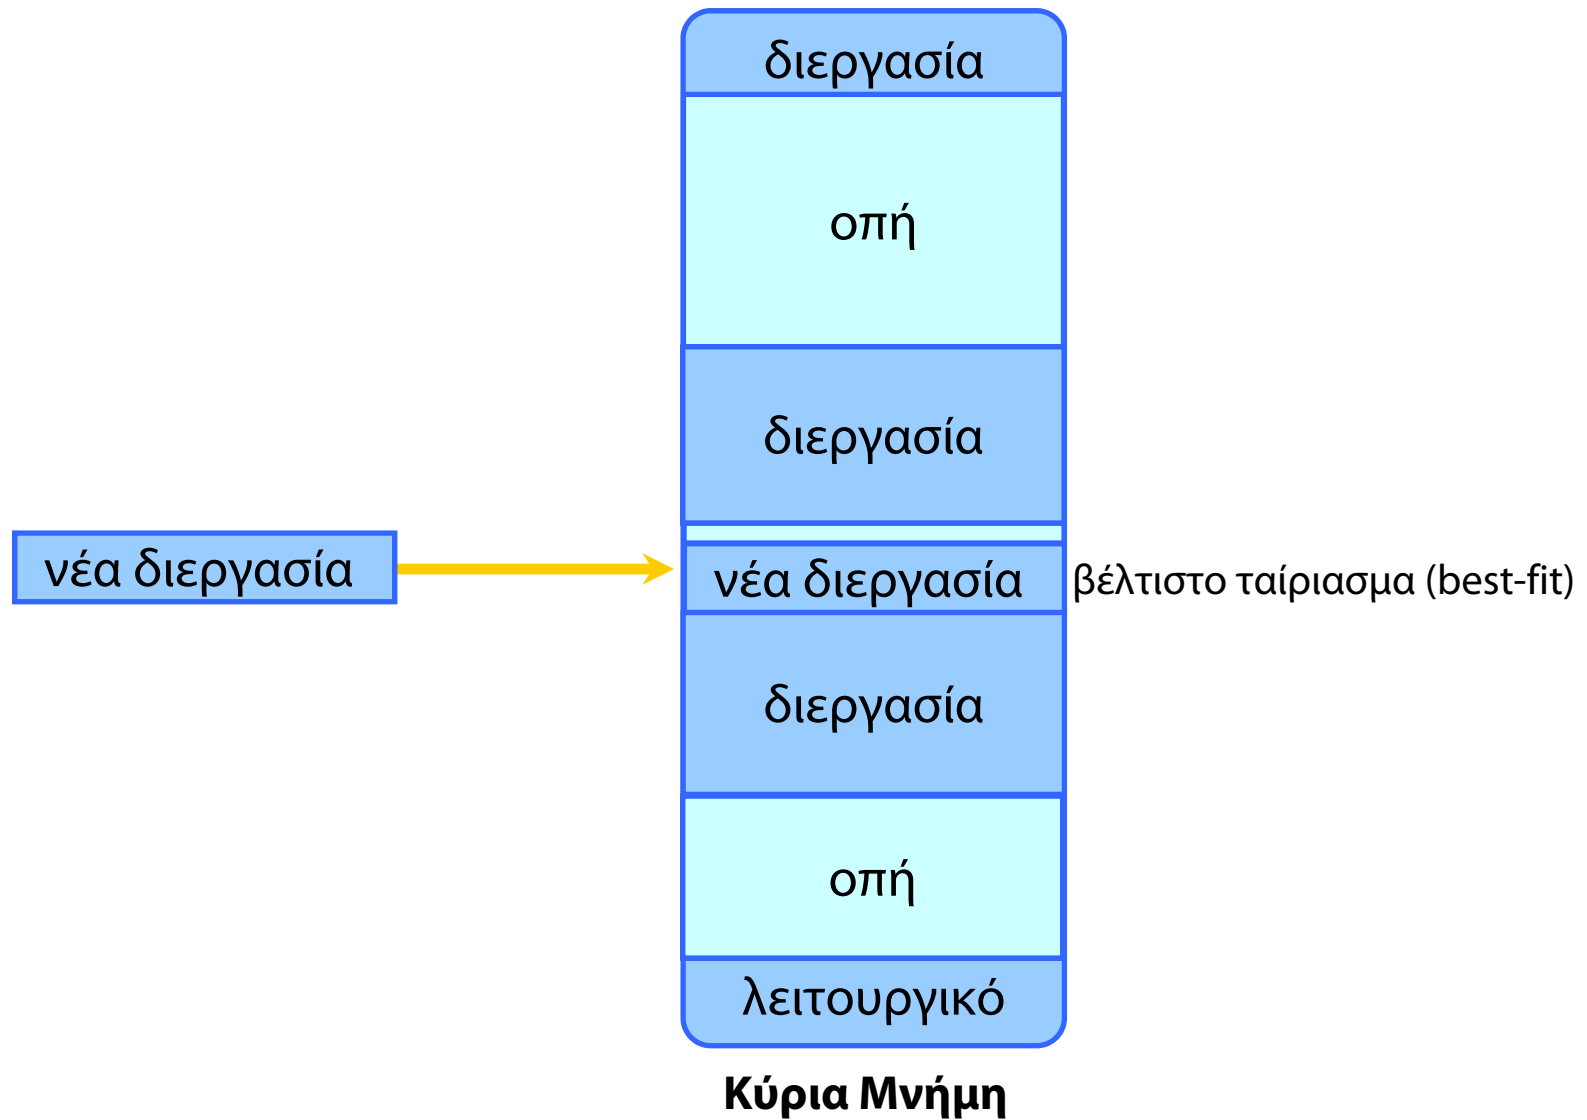 διεργασία
οπή
διεργασία
νέα διεργασία
νέα διεργασία
βέλτιστο ταίριασμα (best-fit)
διεργασία
οπή
λειτουργικό
Κύρια Μνήμη